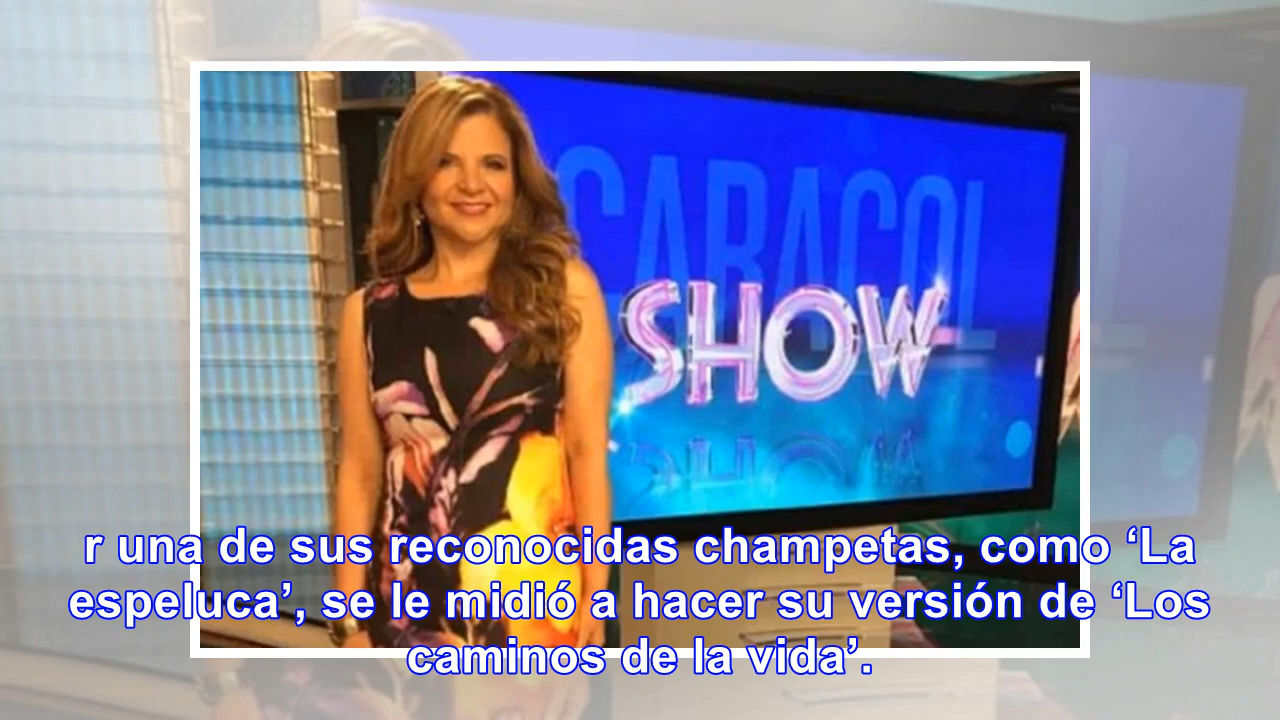 CARACOL
SHOW
r una de sus reconocidas champetas, como ‘La
espeluca’, se le midió a hacer su versión de ‘Los
caminos de la vida’.